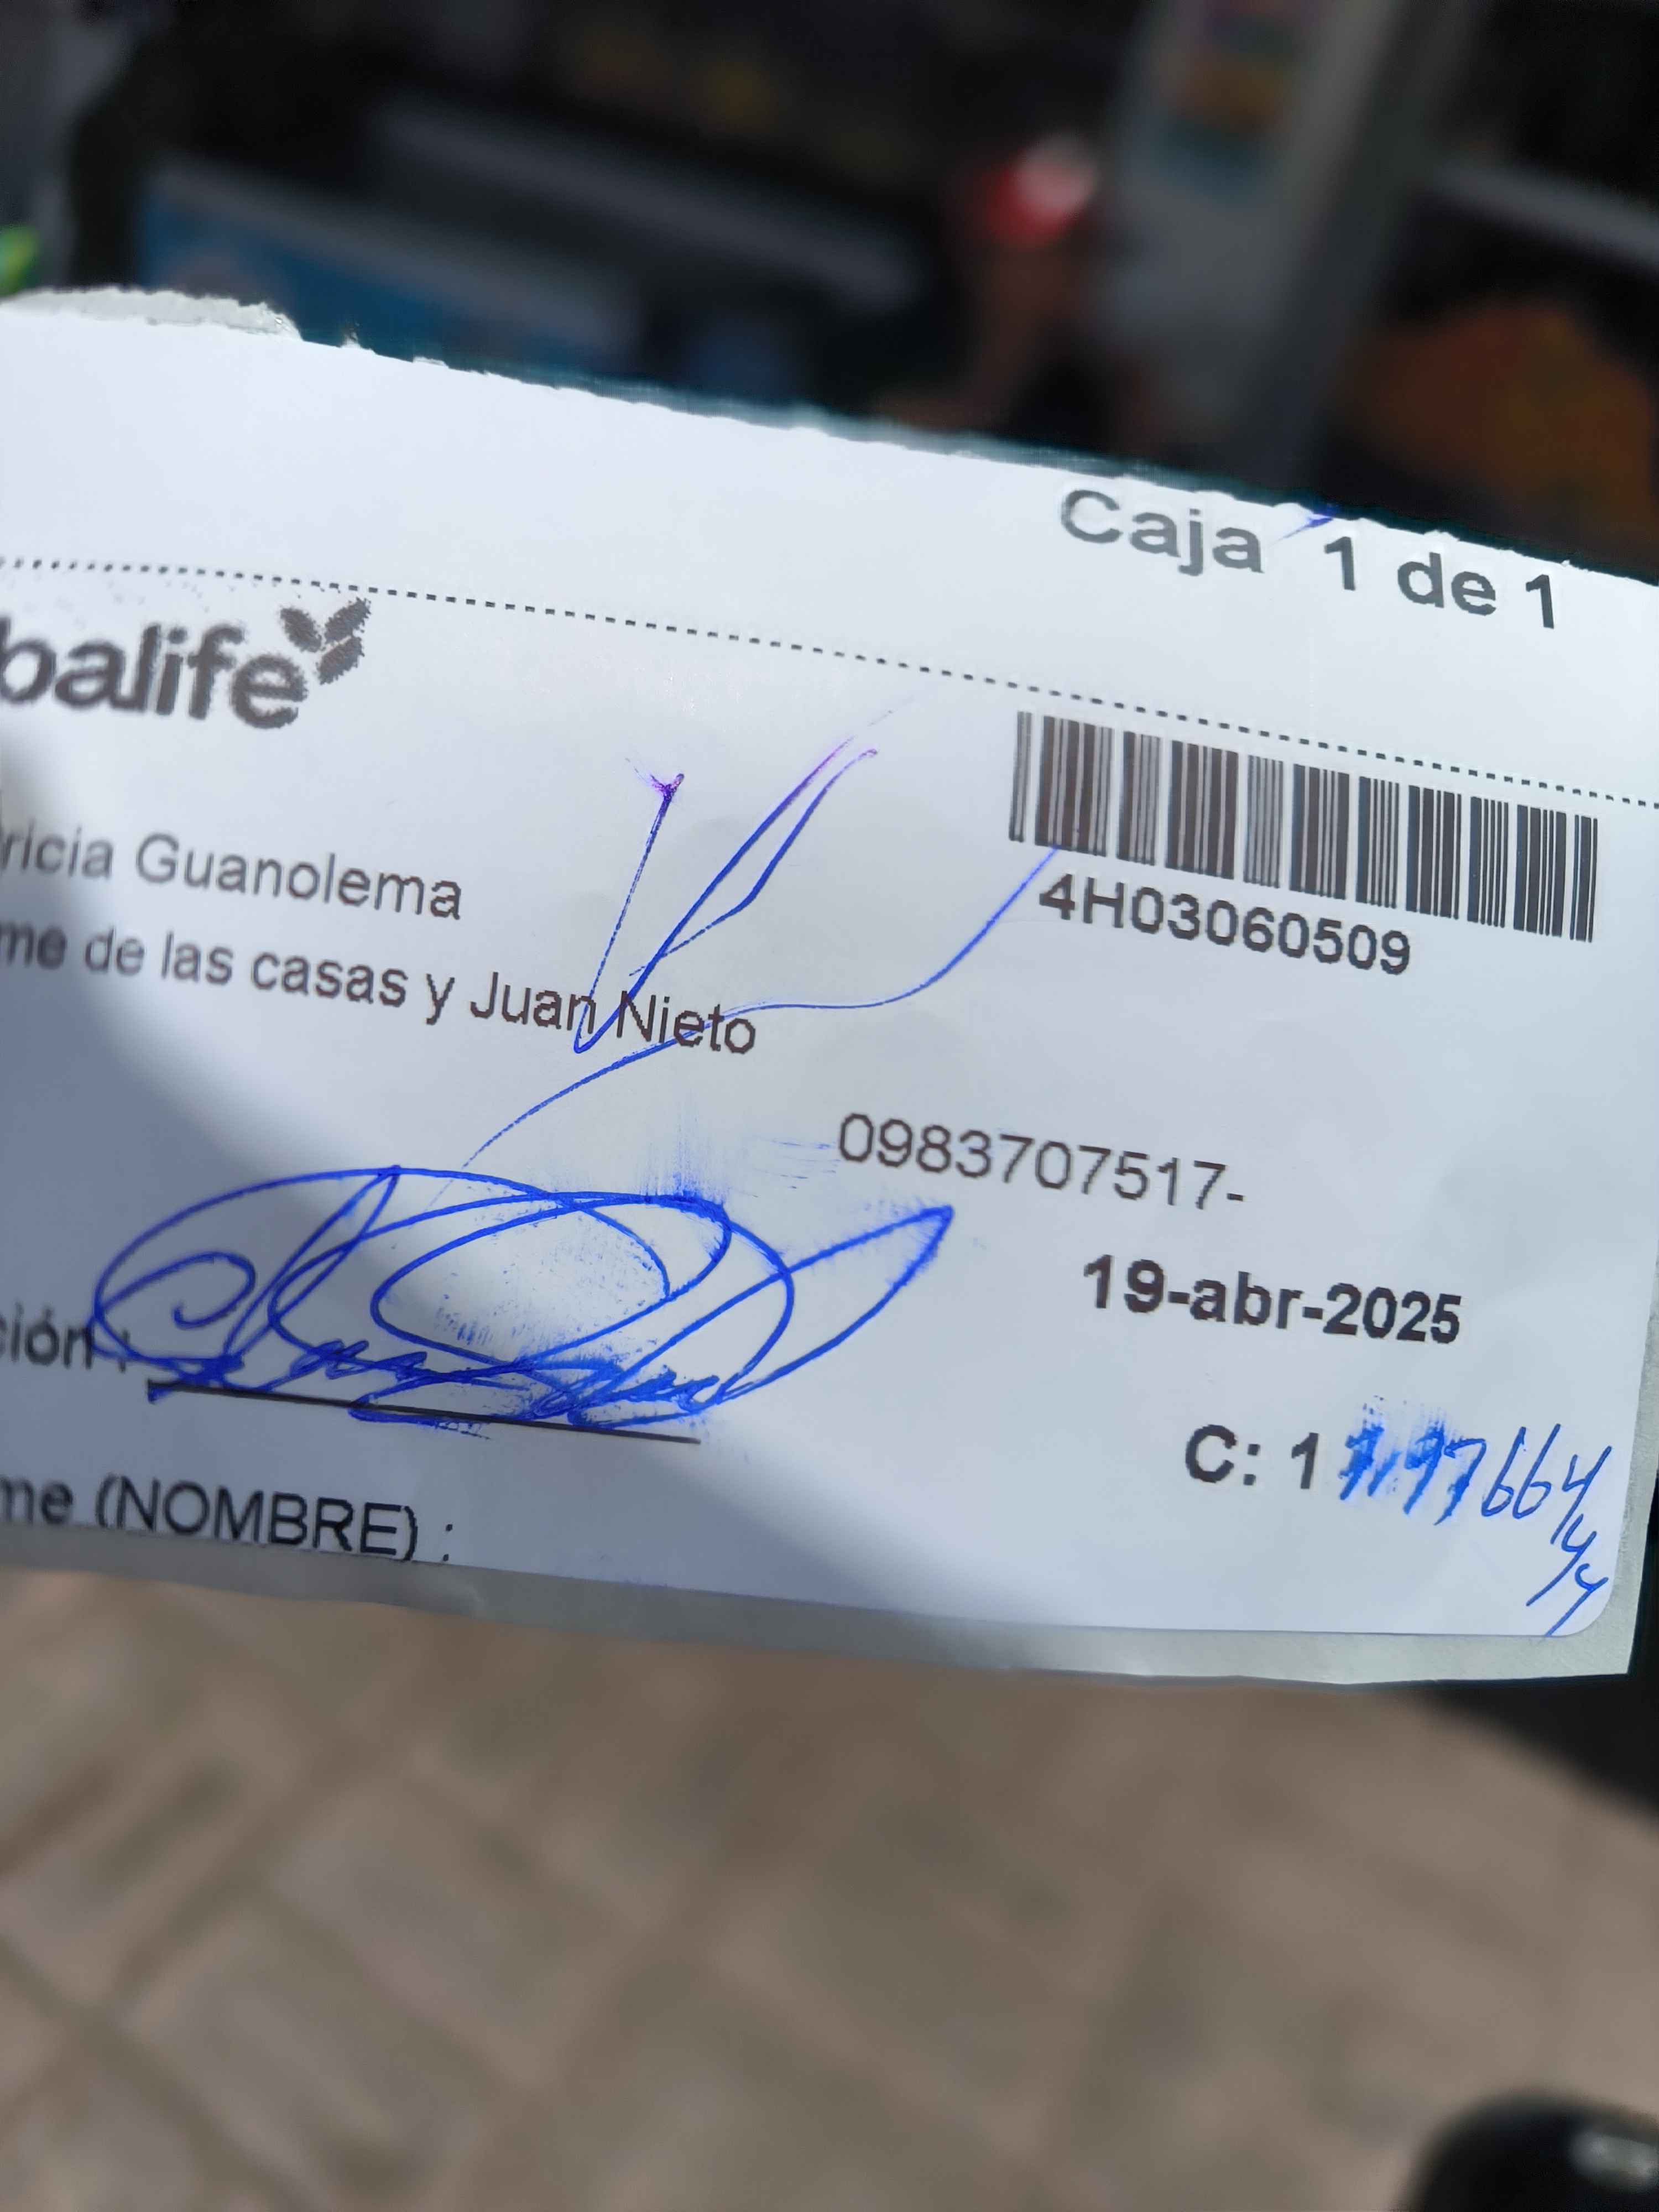 Caja 1 de 1
balife
ricia Guanolema
4H03060509
me de las casas y Juan Nieto
0983707517-
19-abr-2025
ción :
C: 1
me (NOMBRE) :